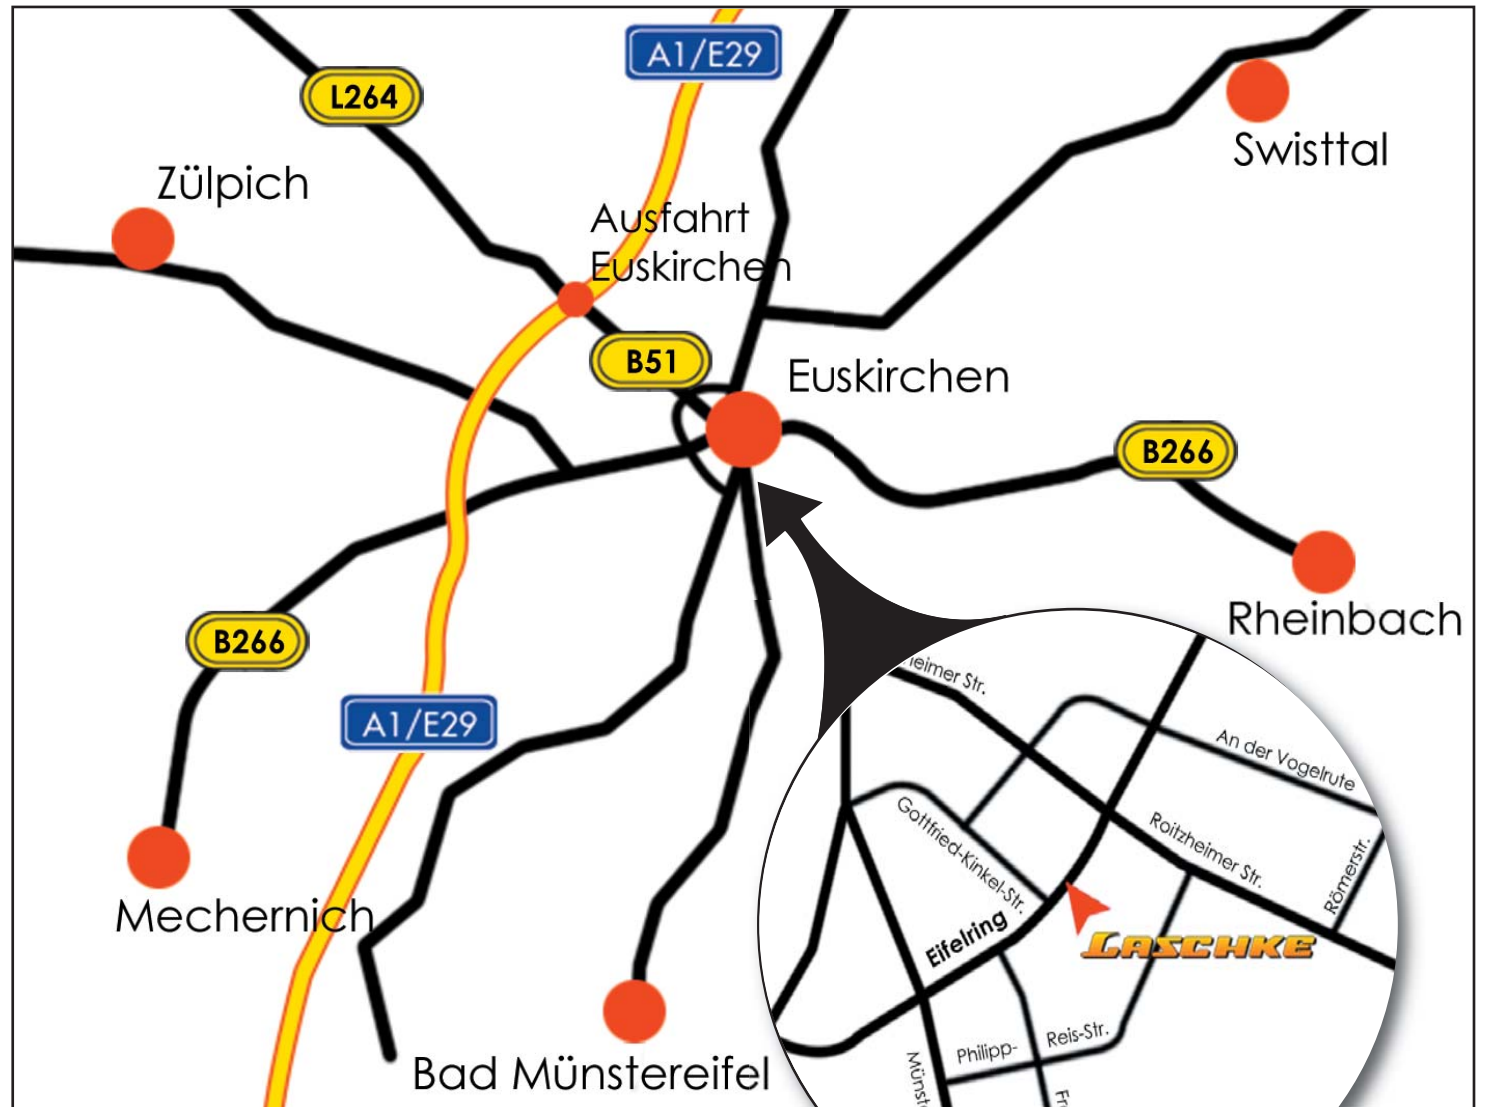 A1/E29
L264
Swisttal
Zülpich
Ausfahrt
Euskirchen
B51
Euskirchen
B266
Rheinbach
B266
A1/E29
An der Vogelrute
Gottfried-Kinkel-Str.
Roitzheimer Str.
Römerstr.
Str.
Eifelring
LASCHKE
Mechernich
Philipp-
Reis-Str.
Bad Münstereifel